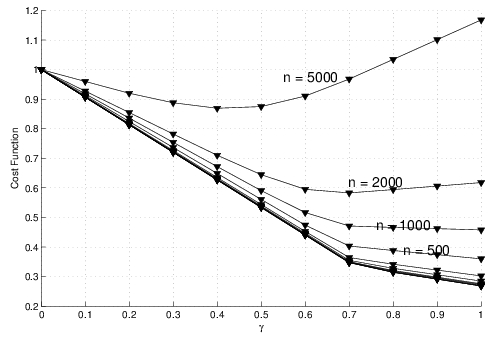 1.2
1.1
1
0.9
0.8
0.7
0.6
0.5
0.4
0.3
0.2
Cost Function
n = 5000
n = 2000
n = 1000
n = 500
0 0.1 0.2 0.3 0.4 0.5 0.6 0.7 0.8 0.9 1
γ